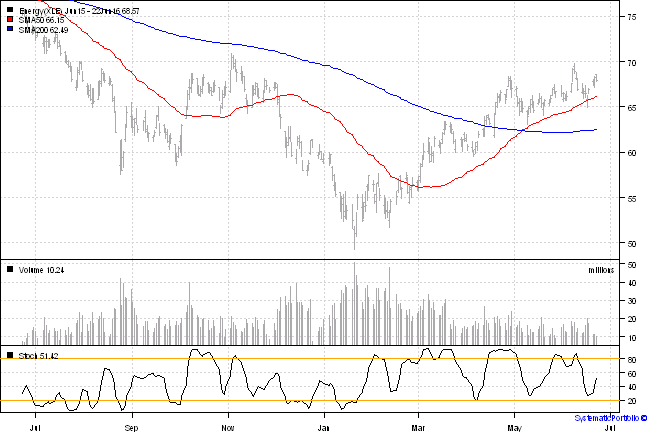 Energy(XLE) Jun 15 - 22Jun16 68.57
SMA50 66.15
SMA200 62.49
75
70
65
60
55
50
Volume 10.24
millions
50
40
30
20
10
Stoch 51.42
80
60
40
20
Jul Sep Nov Jan Mar May Jul
SystematicPortfolio ©